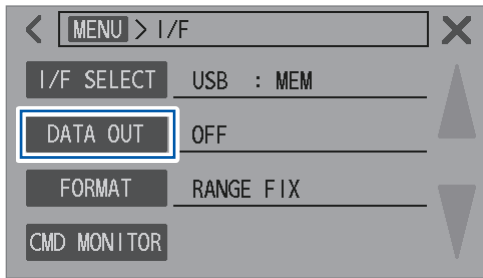 MENU > I/F
I/F SELECT USB : MEM
DATA OUT OFF
FORMAT RANGE FIX
CMD MONITOR